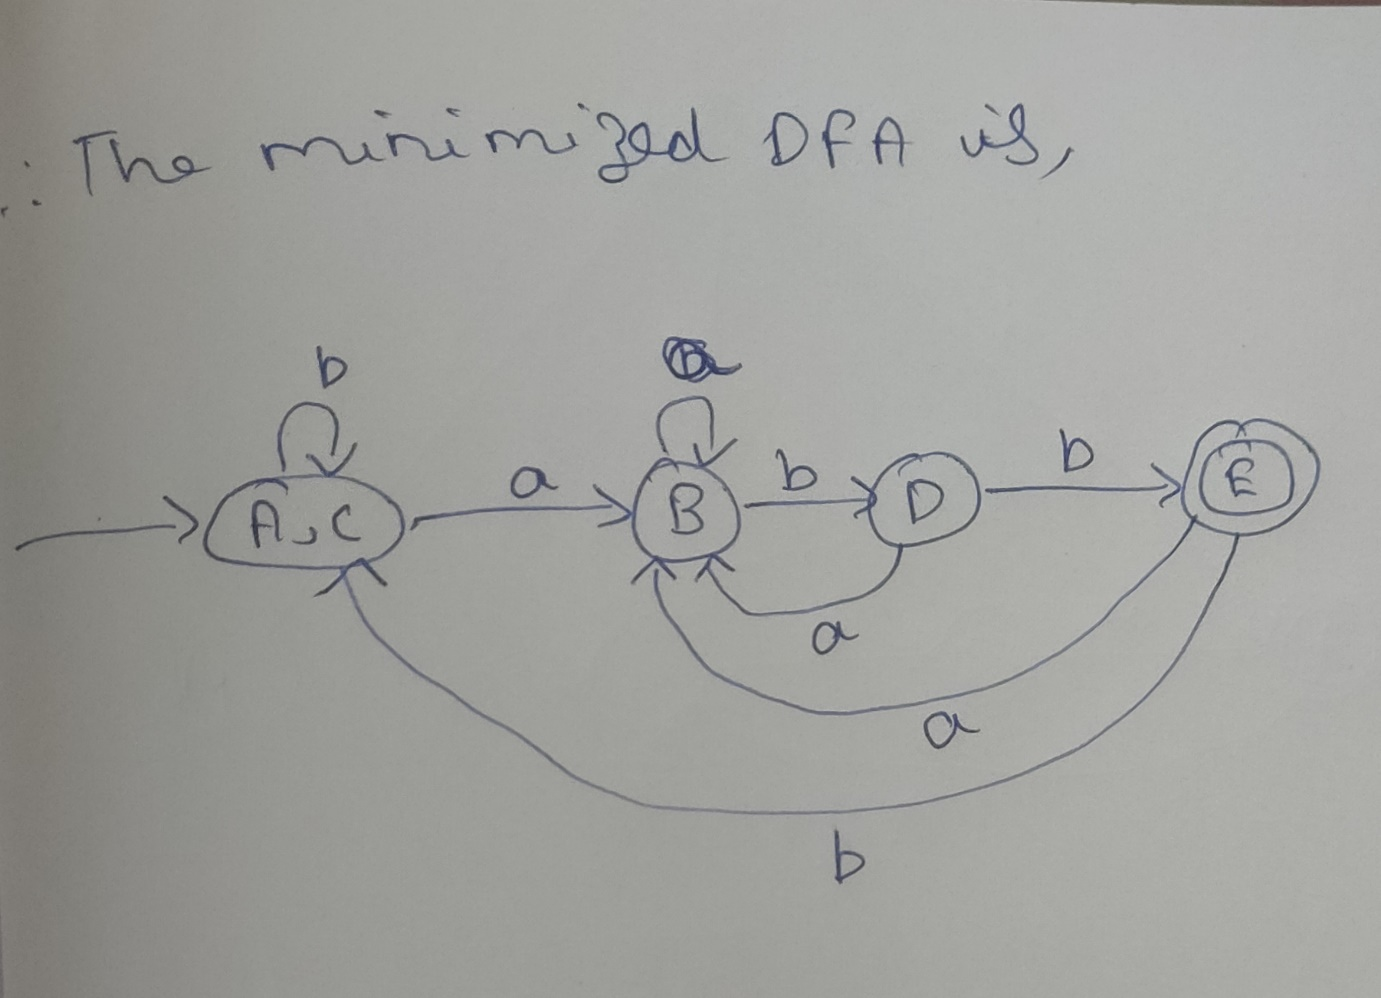 ∴ The minimized DFA is,
b a
a b b
A,C B D E
a
a
b